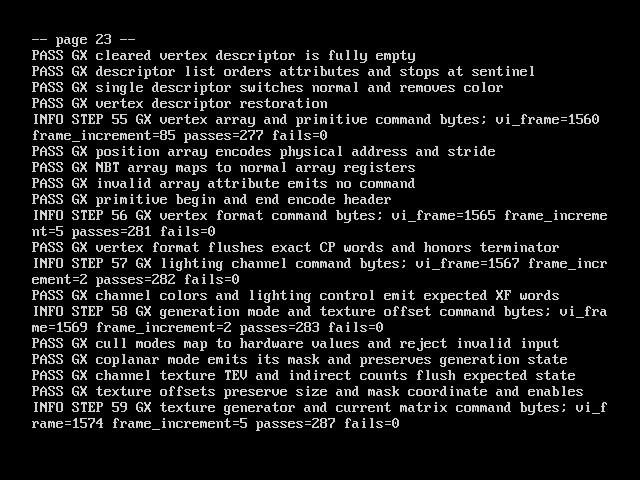 -- page 23 --
PASS GX cleared vertex descriptor is fully empty
PASS GX descriptor list orders attributes and stops at sentinel
PASS GX single descriptor switches normal and removes color
PASS GX vertex descriptor restoration
INFO STEP 55 GX vertex array and primitive command bytes; vi_frame=1560
frame_increment=85 passes=277 fails=0
PASS GX position array encodes physical address and stride
PASS GX NBT array maps to normal array registers
PASS GX invalid array attribute emits no command
PASS GX primitive begin and end encode header
INFO STEP 56 GX vertex format command bytes; vi_frame=1565 frame_increme
nt=5 passes=281 fails=0
PASS GX vertex format flushes exact CP words and honors terminator
INFO STEP 57 GX lighting channel command bytes; vi_frame=1567 frame_incr
ement=2 passes=282 fails=0
PASS GX channel colors and lighting control emit expected XF words
INFO STEP 58 GX generation mode and texture offset command bytes; vi_fra
me=1569 frame_increment=2 passes=283 fails=0
PASS GX cull modes map to hardware values and reject invalid input
PASS GX coplanar mode emits its mask and preserves generation state
PASS GX channel texture TEV and indirect counts flush expected state
PASS GX texture offsets preserve size and mask coordinate and enables
INFO STEP 59 GX texture generator and current matrix command bytes; vi_f
rame=1574 frame_increment=5 passes=287 fails=0